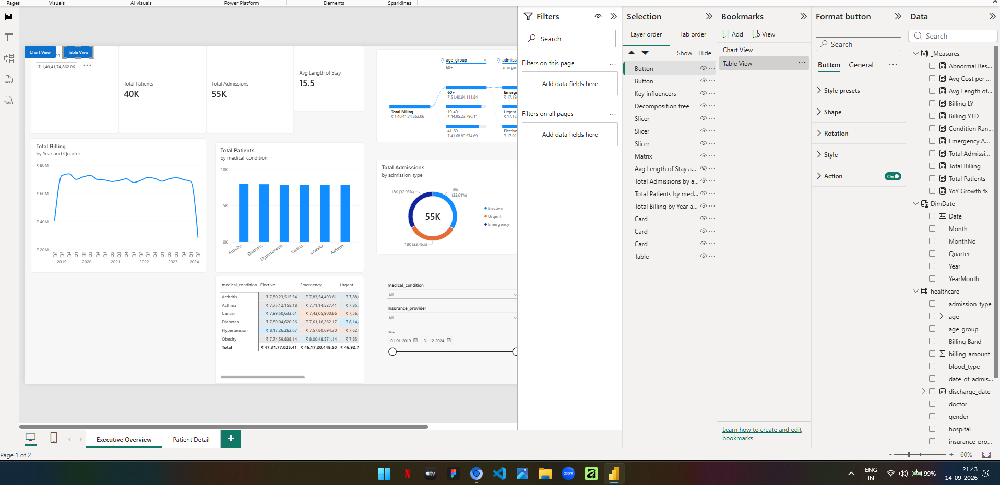 Pages
Visuals
AI visuals
Power Platform
Elements
Sparklines
Chart View
Table View
₹ 1,40,41,74,862.06
Total Patients
40K
Total Admissions
55K
Avg Length of Stay
15.5
age_group
60+
admissi
Emergen
Total Billing
₹ 1,40,41,74,862.06
60+
₹ 51,40,64,111.84
19-40
₹ 44,95,23,796.11
41-60
₹ 41,68,89,574.69
Emerge
₹ 17,19,
Urgent
₹ 17,18,
Elective
₹ 17,02,
Total Billing
by Year and Quarter
₹ 80M
₹ 60M
₹ 40M
₹ 20M
Q2 Q3 Q4 Q1 Q2 Q3 Q4 Q1 Q2 Q3 Q4 Q1 Q2 Q3 Q4 Q1 Q2 Q3 Q4 Q1 Q2
2019 2020 2021 2022 2023 2024
Total Patients
by medical_condition
10K
5K
0K
Arthritis Diabetes Hypertension Cancer Obesity Asthma
Total Admissions
by admission_type
18K (32.93%)
18K
(33.61%)
55K
18K (33.46%)
Elective
Urgent
Emergency
medical_condition Elective Emergency Urgent
Arthritis ₹ 7,80,23,515.54 ₹ 7,83,54,493.61 ₹ 7,88,
Asthma ₹ 7,75,12,155.18 ₹ 7,71,14,527.41 ₹ 7,85,
Cancer ₹ 7,99,50,633.61 ₹ 7,43,05,900.86 ₹ 7,56,
Diabetes ₹ 7,89,04,620.26 ₹ 7,61,16,262.17 ₹ 8,14,
Hypertension ₹ 8,13,26,262.67 ₹ 7,57,80,694.30 ₹ 7,62,
Obesity ₹ 7,74,59,838.14 ₹ 8,00,48,571.14 ₹ 7,85,
Total ₹ 47,31,77,025.41 ₹ 46,17,20,449.50 ₹ 46,92,7
medical_condition
All
insurance_provider
All
Date
01-01-2019
31-12-2024
Executive Overview
Patient Detail
+
Page 1 of 2
Filters
Search
Filters on this page
Add data fields here
Filters on all pages
Add data fields here
Selection
Layer order
Tab order
Show
Hide
Button
Button
Key influencers
Decomposition tree
Slicer
Slicer
Slicer
Matrix
Avg Length of Stay a...
Total Admissions by a...
Total Patients by med...
Total Billing by Year a...
Card
Card
Card
Table
Bookmarks
Add
View
Chart View
Table View
Learn how to create and edit
bookmarks
Format button
Search
Button
General
Style presets
Shape
Rotation
Style
Action
On
Data
Search
_Measures
Abnormal Res...
Avg Cost per ...
Avg Length of...
Billing LY
Billing YTD
Condition Ran...
Emergency A...
Total Admissi...
Total Billing
Total Patients
YoY Growth %
DimDate
Date
Month
MonthNo
Quarter
Year
YearMonth
healthcare
admission_type
age
age_group
Billing Band
billing_amount
blood_type
date_of_admis...
discharge_date
doctor
gender
hospital
insurance_pro...
DAX
TMDL
- + 60%
tv
zoom
ENG
IN
99%
21:43
14-09-2026